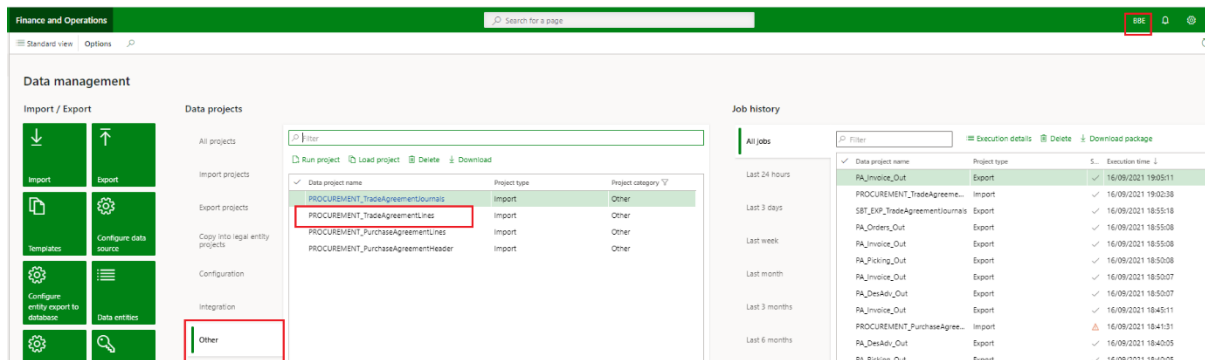 Finance and Operations
Search for a page
BBE
Standard view Options
Data management
Import / Export
Import
Export
Templates
Configure data
source
Configure
entity export to
database
Data entities
Data projects
All projects
Import projects
Export projects
Copy into legal entity
projects
Configuration
Integration
Other
Filter
Run project Load project Delete Download
Data project name Project type Project category
PROCUREMENT_TradeAgreementJournals Import Other
PROCUREMENT_TradeAgreementLines Import Other
PROCUREMENT_PurchaseAgreementLines Import Other
PROCUREMENT_PurchaseAgreementHeader Import Other
Job history
All jobs
Last 24 hours
Last 3 days
Last week
Last month
Last 3 months
Last 6 months
Filter Execution details Delete Download package
Data project name Project type S... Execution time
PA_Invoice_Out Export 16/09/2021 19:05:11
PROCUREMENT_TradeAgreeme... Import 16/09/2021 19:02:38
SBT_EXP_TradeAgreementJournals Export 16/09/2021 18:55:18
PA_Orders_Out Export 16/09/2021 18:55:08
PA_Invoice_Out Export 16/09/2021 18:55:08
PA_Picking_Out Export 16/09/2021 18:50:08
PA_Invoice_Out Export 16/09/2021 18:50:07
PA_DesAdv_Out Export 16/09/2021 18:50:07
PA_Invoice_Out Export 16/09/2021 18:45:11
PROCUREMENT_PurchaseAgree... Import 16/09/2021 18:41:31
PA_DesAdv_Out Export 16/09/2021 18:40:05
PA_Picking_Out Export 16/09/2021 18:40:05